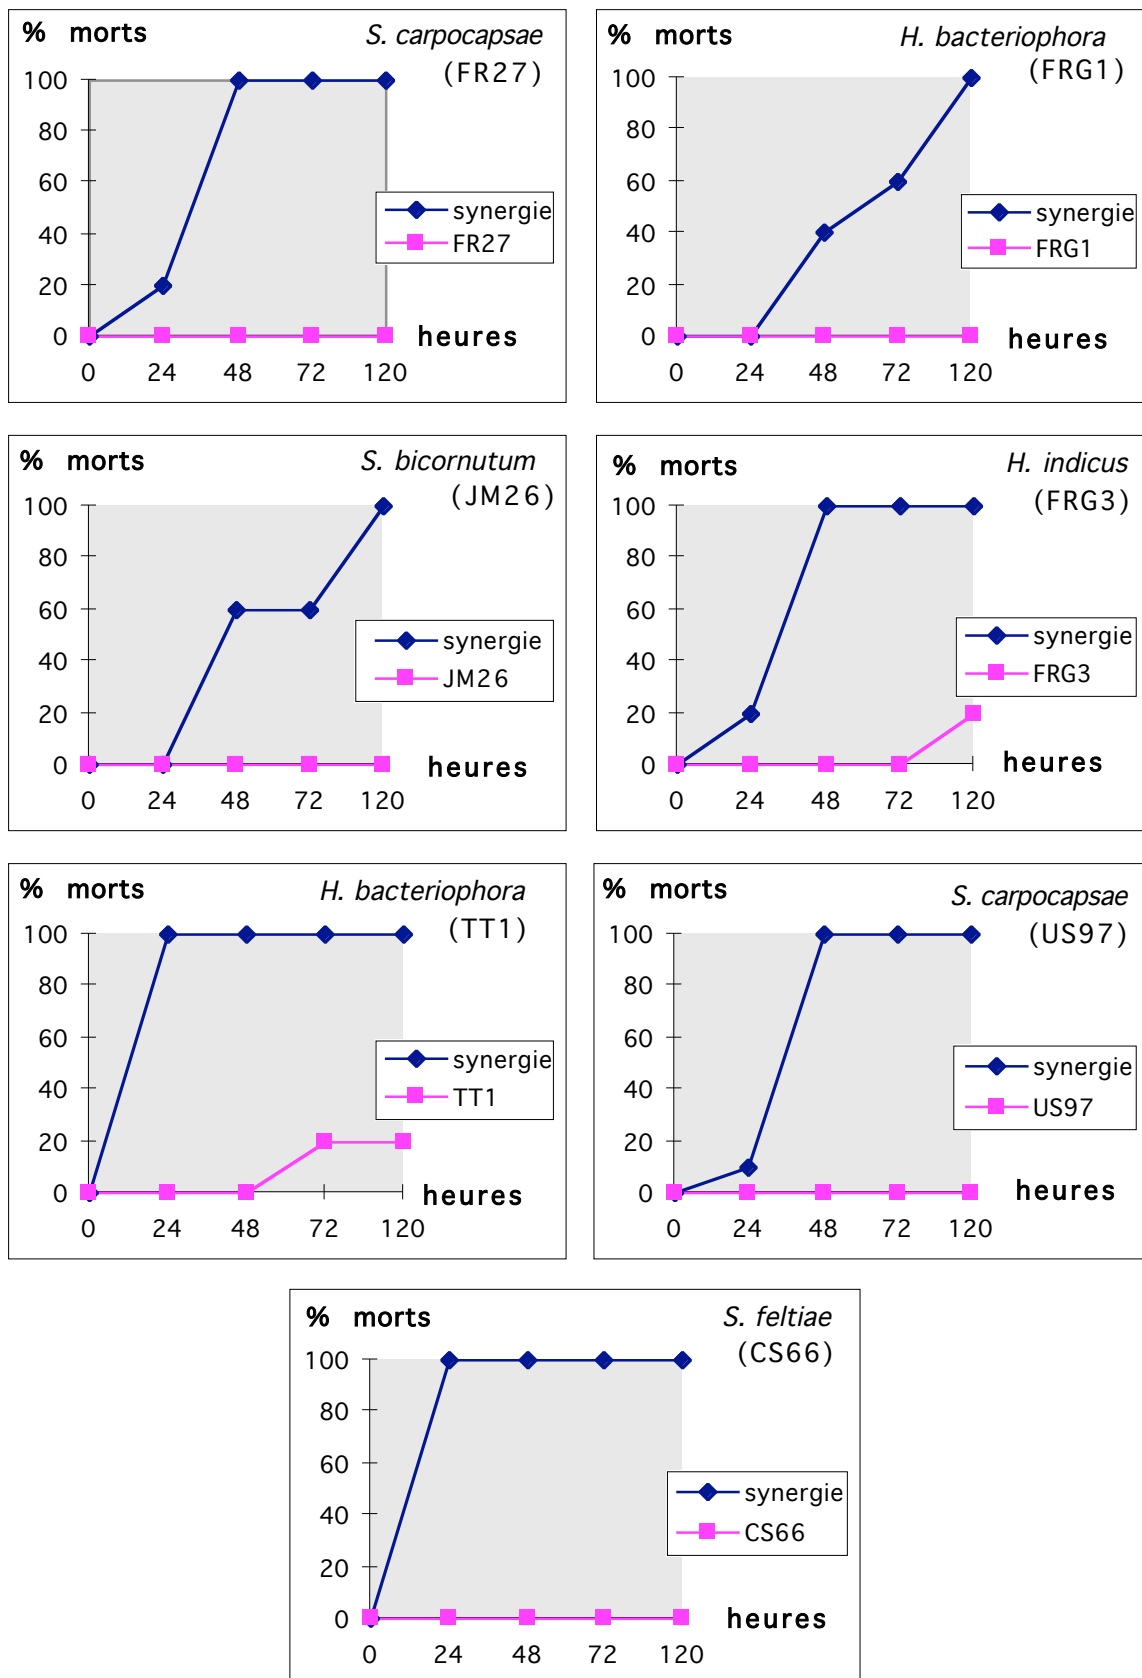 % morts
S. carpocapsae
(FR27)
100
80
60
40
20
0
synergie
FR27
heures
0 24 48 72 120
% morts
H. bacteriophora
(FRG1)
100
80
60
40
20
0
synergie
FRG1
heures
0 24 48 72 120
% morts
S. bicornutum
(JM26)
100
80
60
40
20
0
synergie
JM26
heures
0 24 48 72 120
% morts
H. indicus
(FRG3)
100
80
60
40
20
0
synergie
FRG3
heures
0 24 48 72 120
% morts
H. bacteriophora
(TT1)
100
80
60
40
20
0
synergie
TT1
heures
0 24 48 72 120
% morts
S. carpocapsae
(US97)
100
80
60
40
20
0
synergie
US97
heures
0 24 48 72 120
% morts
S. feltiae
(CS66)
100
80
60
40
20
0
synergie
CS66
heures
0 24 48 72 120